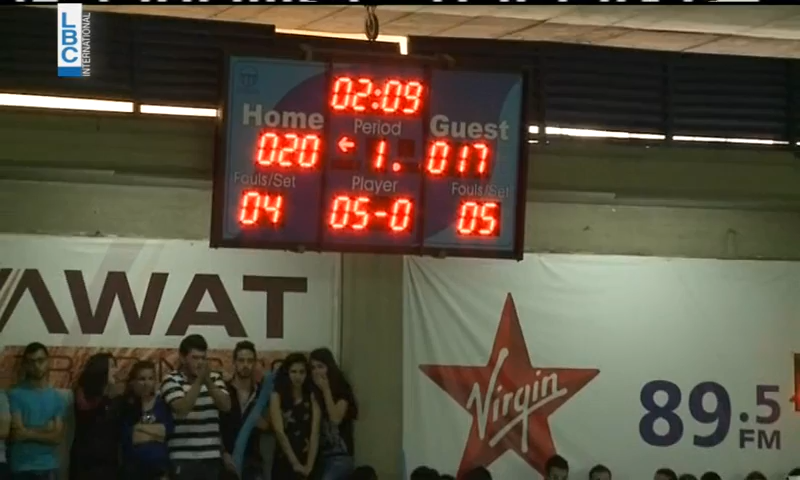 LBC
INTERNATIONAL
02:09
Home Period Guest
020 ← 1. 017
Fouls/Set Player Fouls/Set
04 05-0 05
AWAT
Virgin
89.5
FM